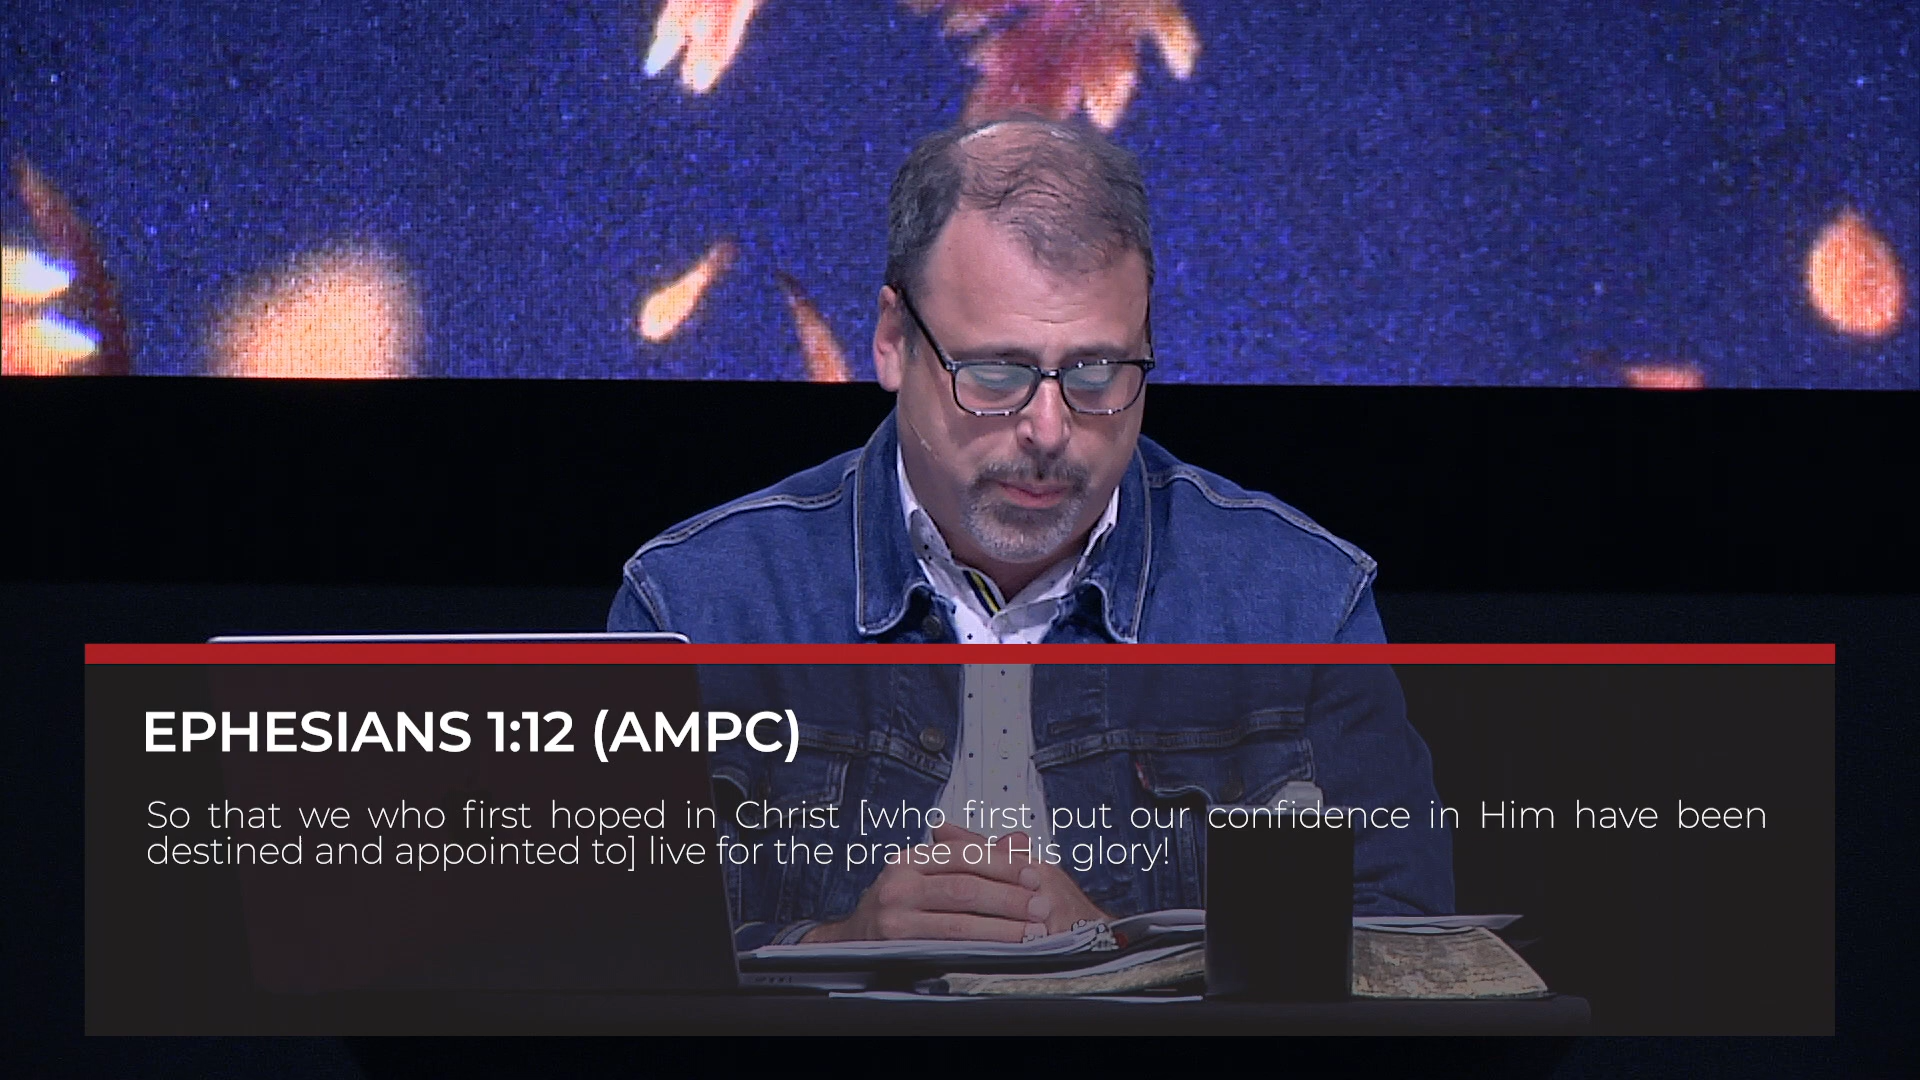 EPHESIANS 1:12 (AMPC)
So that we who first hoped in Christ [who first put our confidence in Him have been
destined and appointed to] live for the praise of His glory!